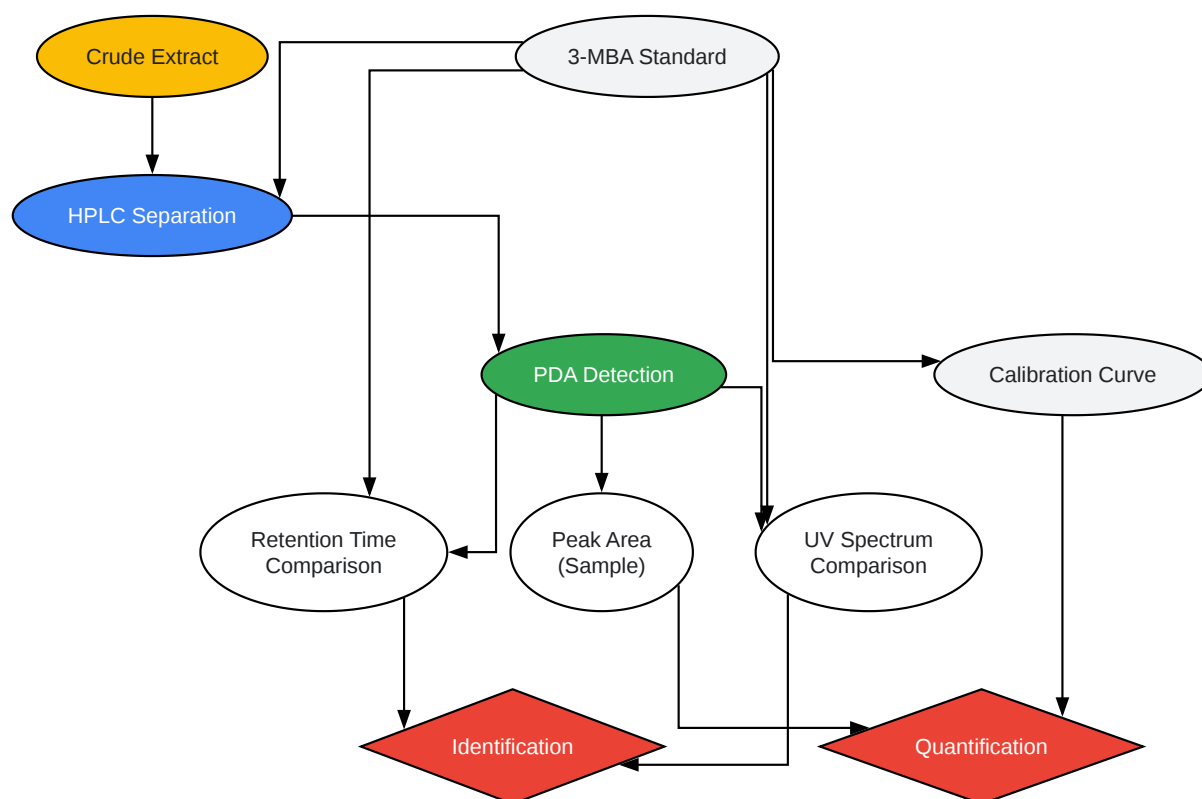 Crude Extract
3-MBA Standard
HPLC Separation
PDA Detection
Calibration Curve
Retention Time
Comparison
Peak Area
(Sample)
UV Spectrum
Comparison
Identification
Quantification